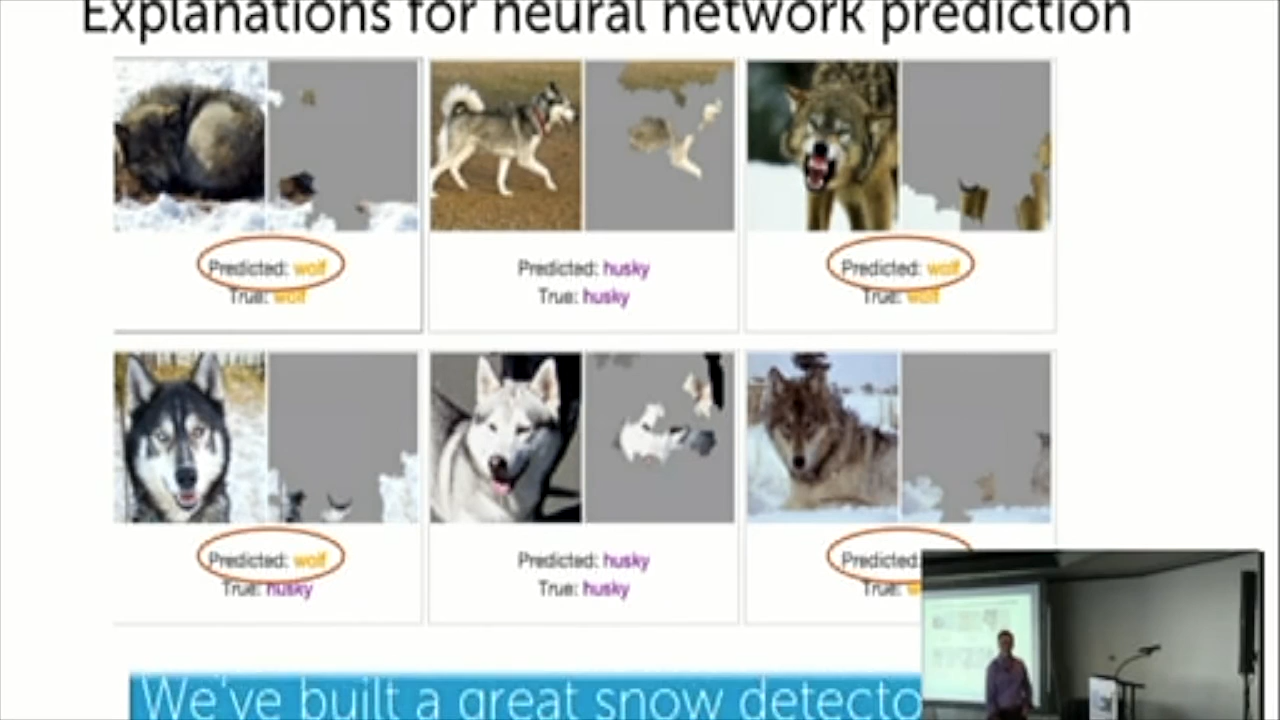 Explanations for neural network prediction
Predicted: wolf
True: wolf
Predicted: husky
True: husky
Predicted: wolf
True: wolf
Predicted: wolf
True: husky
Predicted: husky
True: husky
Predicted:
True:
We've built a great snow detecto